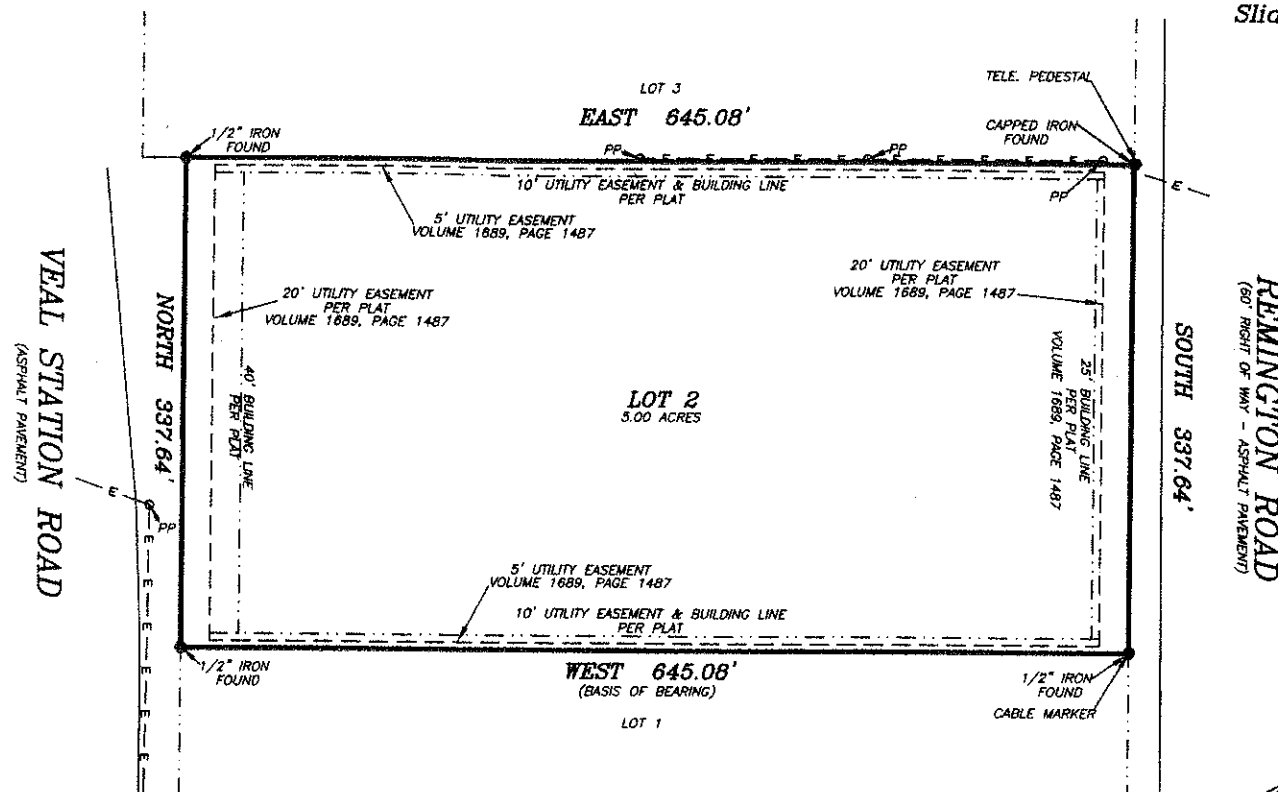 LOT 3
EAST 645.08'
TELE. PEDESTAL
CAPPED IRON
FOUND
1/2" IRON
FOUND
PP
PP
E E E E E E E E E
PP
E
10' UTILITY EASEMENT & BUILDING LINE
PER PLAT
5' UTILITY EASEMENT
VOLUME 1689, PAGE 1487
20' UTILITY EASEMENT
PER PLAT
VOLUME 1689, PAGE 1487
20' UTILITY EASEMENT
PER PLAT
VOLUME 1689, PAGE 1487
VEAL STATION ROAD
(ASPHALT PAVEMENT)
NORTH 337.64'
40' BUILDING LINE
PER PLAT
LOT 2
5.00 ACRES
25' BUILDING LINE
PER PLAT
VOLUME 1689, PAGE 1487
SOUTH 337.64'
REMINGTON ROAD
(60' RIGHT OF WAY - ASPHALT PAVEMENT)
E
PP
E
E
E
E
E
E
5' UTILITY EASEMENT
VOLUME 1689, PAGE 1487
10' UTILITY EASEMENT & BUILDING LINE
PER PLAT
1/2" IRON
FOUND
WEST 645.08'
(BASIS OF BEARING)
1/2" IRON
FOUND
CABLE MARKER
LOT 1